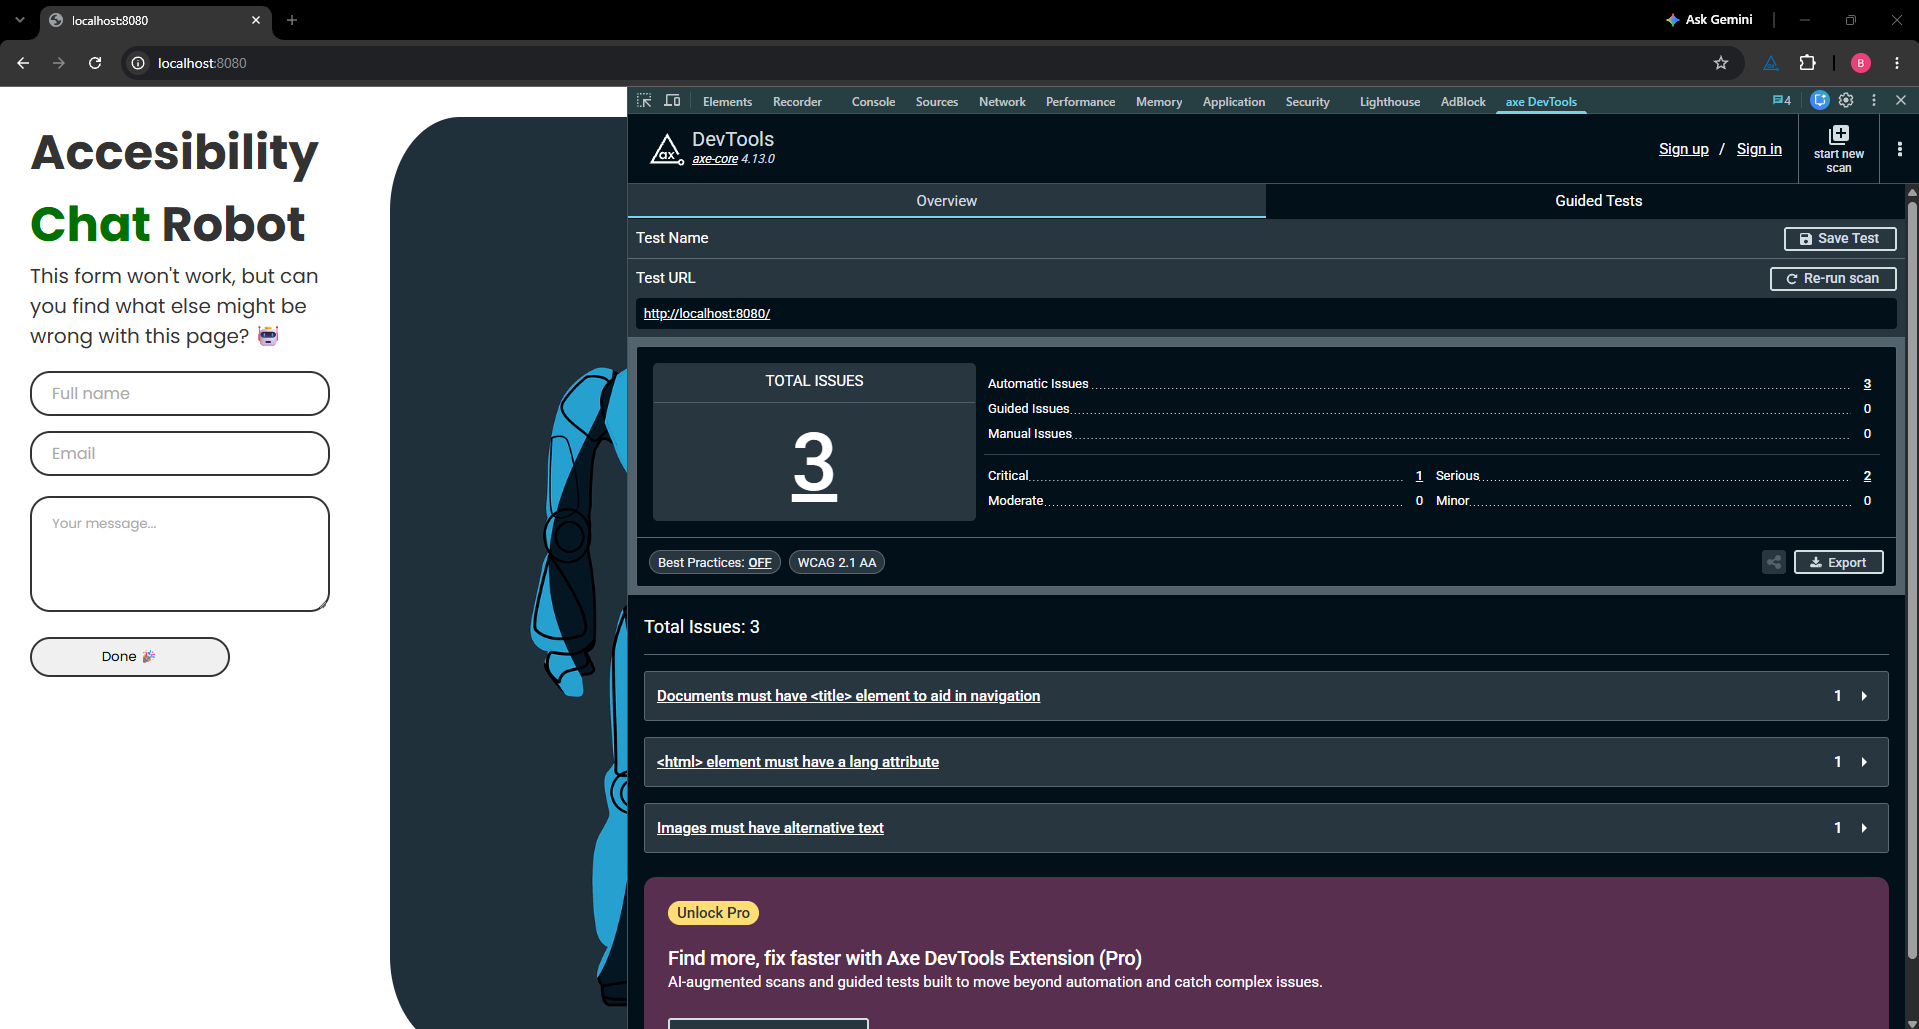 localhost:8080
Ask Gemini
localhost:8080
B
Accesibility
Chat Robot
This form won't work, but can
you find what else might be
wrong with this page?
Full name
Email
Your message...
Done
Elements Recorder Console Sources Network Performance Memory Application Security Lighthouse AdBlock axe DevTools 4
ax
DevTools
axe-core 4.13.0
Sign up / Sign in
start new
scan
Overview
Guided Tests
Test Name
Save Test
Test URL
Re-run scan
http://localhost:8080/
TOTAL ISSUES
3
Automatic Issues 3
Guided Issues 0
Manual Issues 0
Critical 1 Serious 2
Moderate 0 Minor 0
Best Practices: OFF WCAG 2.1 AA
Export
Total Issues: 3
Documents must have <title> element to aid in navigation 1
<html> element must have a lang attribute 1
Images must have alternative text 1
Unlock Pro
Find more, fix faster with Axe DevTools Extension (Pro)
AI-augmented scans and guided tests built to move beyond automation and catch complex issues.